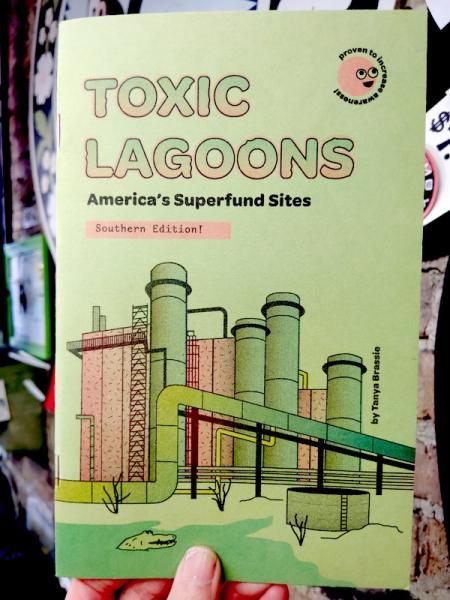 proven to increase awareness!
TOXIC
LAGOONS
America's Superfund Sites
Southern Edition!
by Tanya Brassie
$